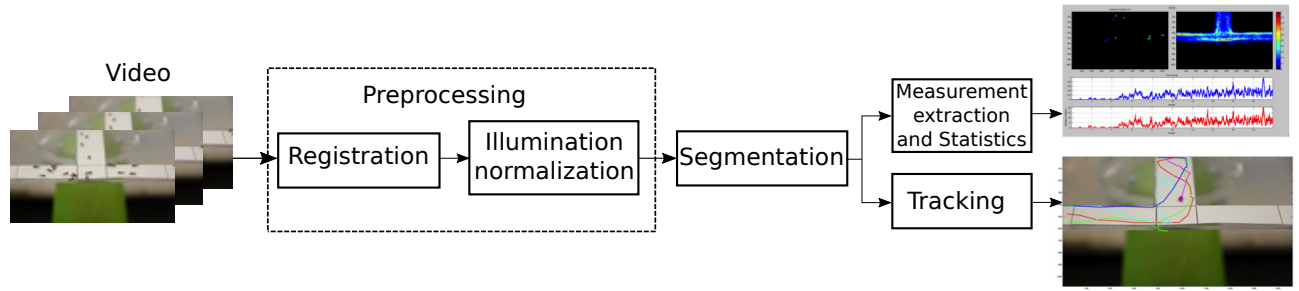 Video
Preprocessing
Registration
Illumination
normalization
Segmentation
Measurement
extraction
and Statistics
Tracking